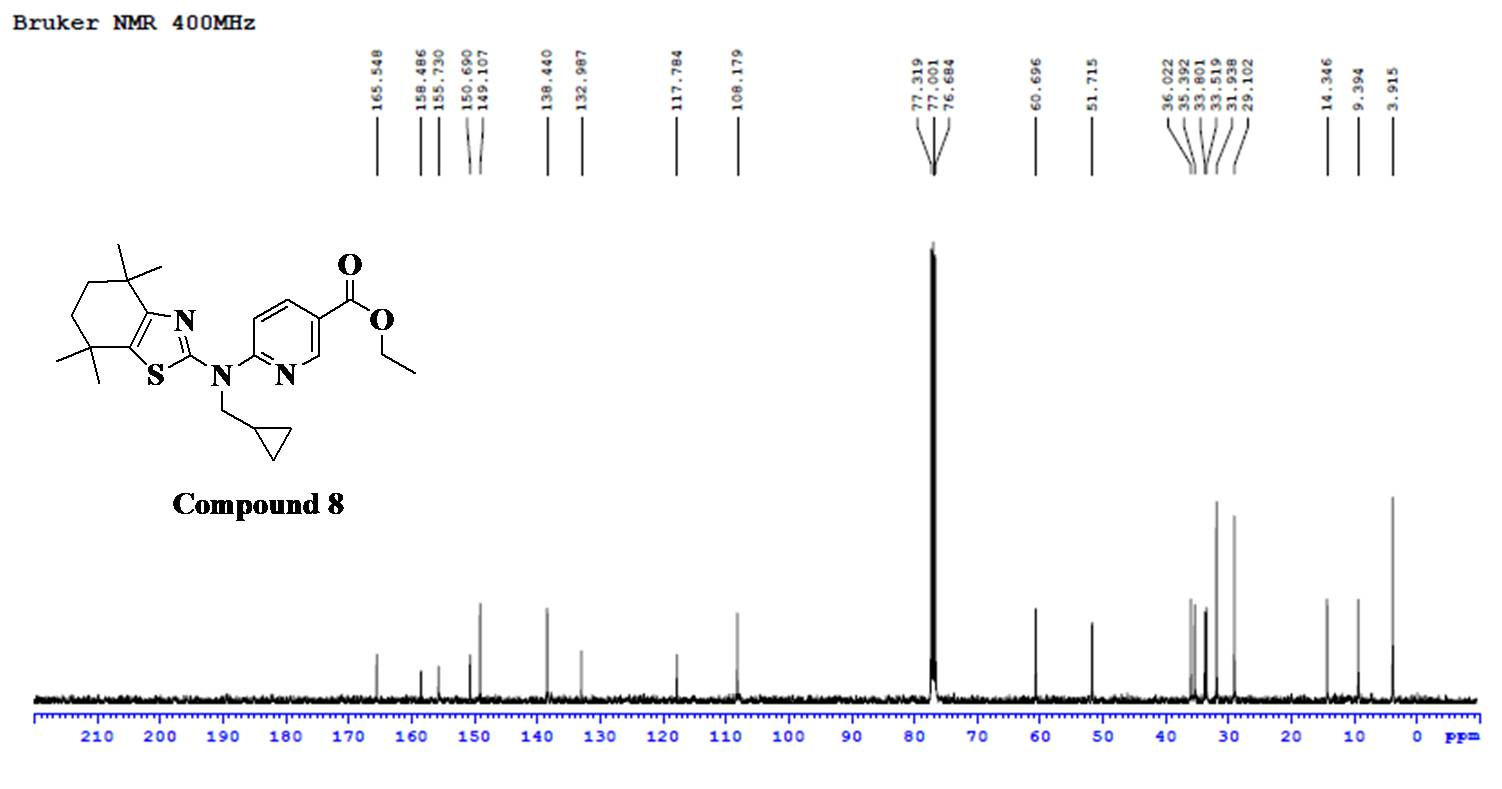 Bruker NMR 400MHz
165.548
158.486
155.730
150.690
149.107
138.440
132.987
117.784
108.179
77.319
77.001
76.684
60.696
51.715
36.022
35.392
33.801
33.519
31.938
29.102
14.346
9.394
3.915
O
O
N
S
N
N
Compound 8
210 200 190 180 170 160 150 140 130 120 110 100 90 80 70 60 50 40 30 20 10 0 ppm